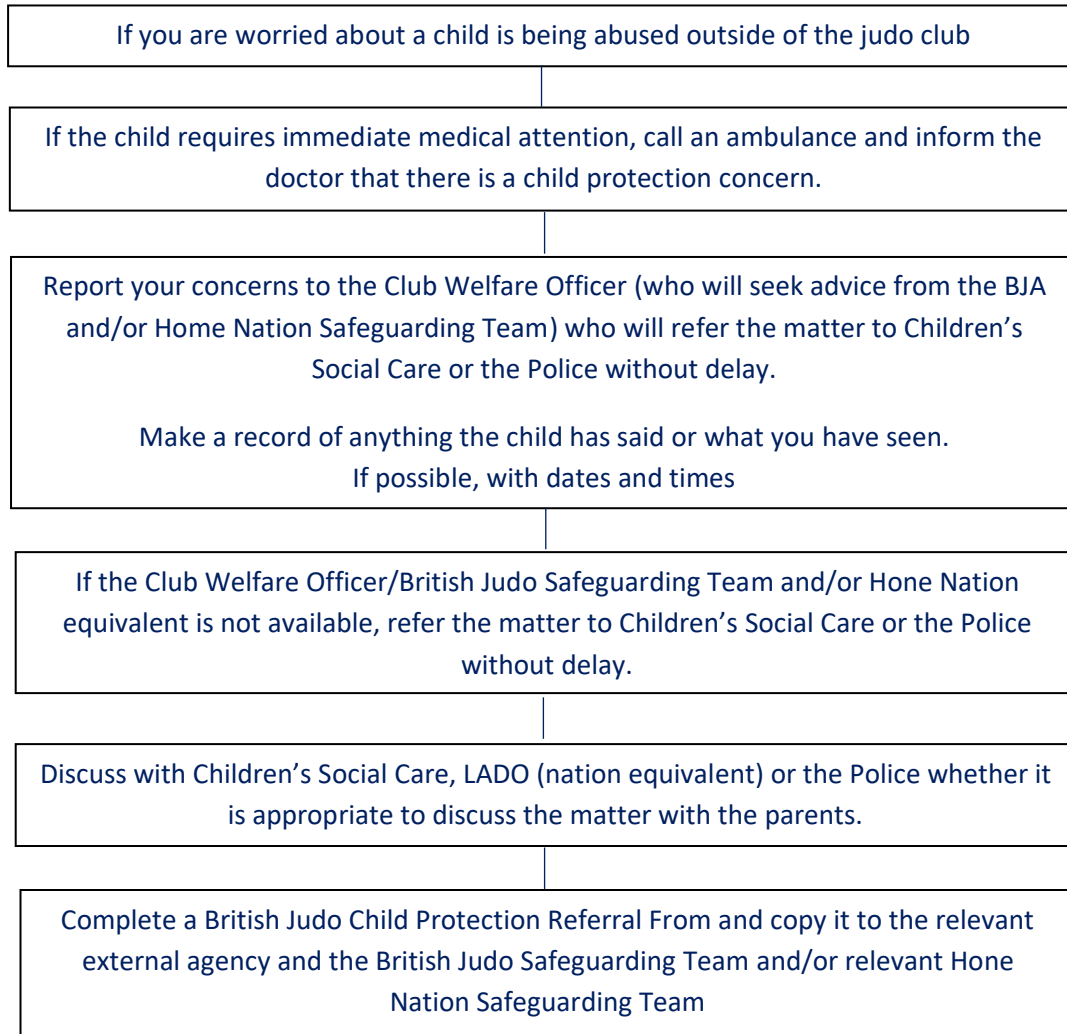 If you are worried about a child is being abused outside of the judo club
If the child requires immediate medical attention, call an ambulance and inform the
doctor that there is a child protection concern.
Report your concerns to the Club Welfare Officer (who will seek advice from the BJA
and/or Home Nation Safeguarding Team) who will refer the matter to Children’s
Social Care or the Police without delay.
Make a record of anything the child has said or what you have seen.
If possible, with dates and times
If the Club Welfare Officer/British Judo Safeguarding Team and/or Hone Nation
equivalent is not available, refer the matter to Children’s Social Care or the Police
without delay.
Discuss with Children’s Social Care, LADO (nation equivalent) or the Police whether it
is appropriate to discuss the matter with the parents.
Complete a British Judo Child Protection Referral From and copy it to the relevant
external agency and the British Judo Safeguarding Team and/or relevant Hone
Nation Safeguarding Team